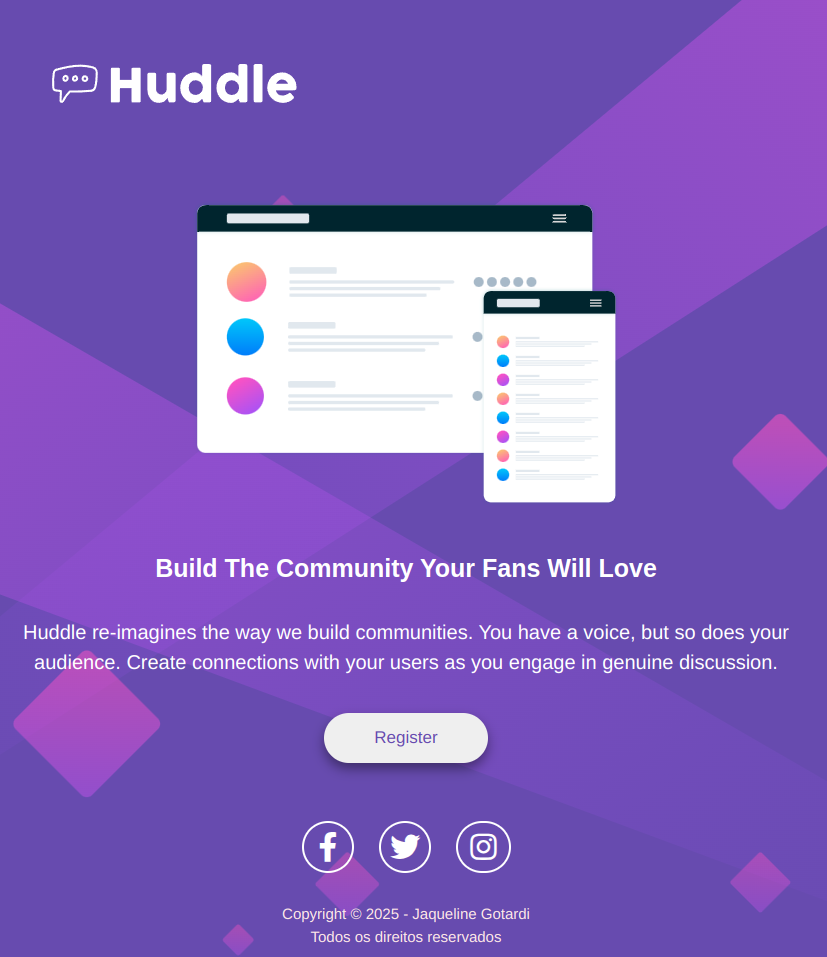 Huddle
Build The Community Your Fans Will Love
Huddle re-imagines the way we build communities. You have a voice, but so does your
audience. Create connections with your users as you engage in genuine discussion.
Register
Copyright © 2025 - Jaqueline Gotardi
Todos os direitos reservados